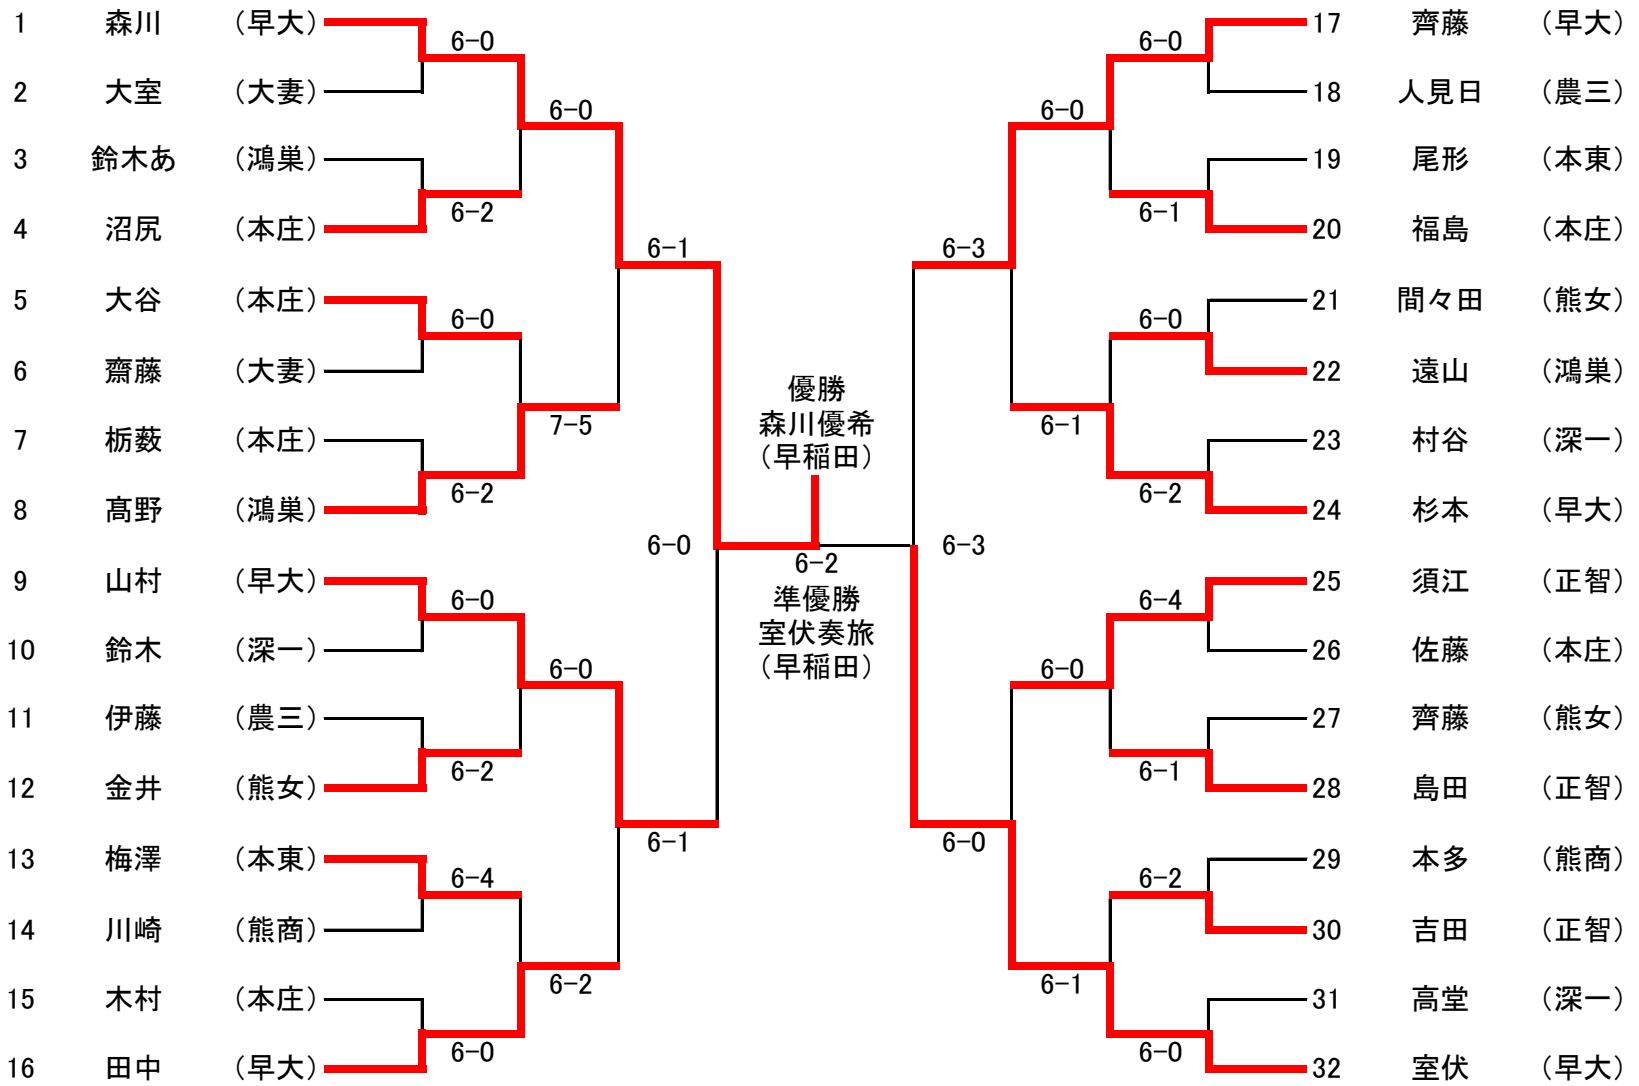 1 森川 (早大)
2 大室 (大妻)
3 鈴木あ (鴻巣)
4 沼尻 (本庄)
5 大谷 (本庄)
6 齋藤 (大妻)
7 栃薮 (本庄)
8 髙野 (鴻巣)
9 山村 (早大)
10 鈴木 (深一)
11 伊藤 (農三)
12 金井 (熊女)
13 梅澤 (本東)
14 川崎 (熊商)
15 木村 (本庄)
16 田中 (早大)
6-0
6-2
6-0
6-2
6-0
6-2
6-4
6-0
6-0
7-5
6-0
6-2
6-1
6-1
6-0
優勝
森川優希
(早稲田)
6-2
準優勝
室伏奏旅
(早稲田)
6-3
6-3
6-0
6-0
6-1
6-0
6-1
6-0
6-1
6-0
6-2
6-4
6-1
6-2
6-0
17 齊藤 (早大)
18 人見日 (農三)
19 尾形 (本東)
20 福島 (本庄)
21 間々田 (熊女)
22 遠山 (鴻巣)
23 村谷 (深一)
24 杉本 (早大)
25 須江 (正智)
26 佐藤 (本庄)
27 齊藤 (熊女)
28 島田 (正智)
29 本多 (熊商)
30 吉田 (正智)
31 高堂 (深一)
32 室伏 (早大)